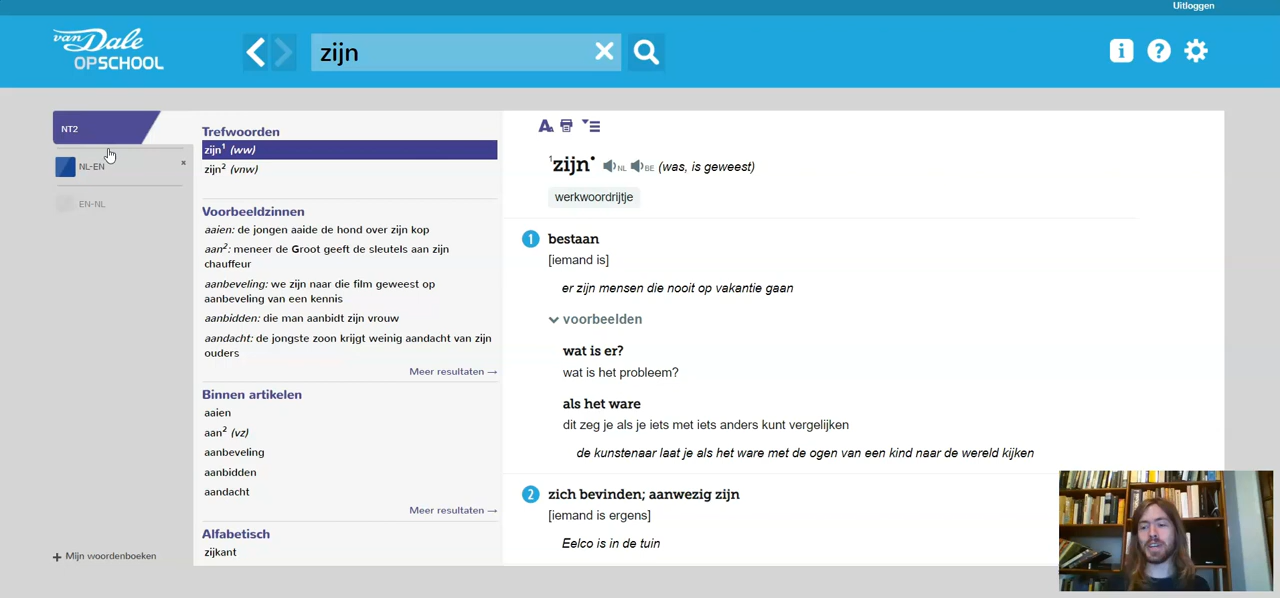 Uitloggen
van Dale
OPSCHOOL
zijn
NT2
NL-EN
EN-NL
+ Mijn woordenboeken
Trefwoorden
zijn¹ (ww)
zijn² (vnw)
Voorbeeldzinnen
aaien: de jongen aaide de hond over zijn kop
aan²: meneer de Groot geeft de sleutels aan zijn
chauffeur
aanbeveling: we zijn naar die film geweest op
aanbeveling van een kennis
aanbidden: die man aanbidt zijn vrouw
aandacht: de jongste zoon krijgt weinig aandacht van zijn
ouders
Meer resultaten →
Binnen artikelen
aaien
aan² (vz)
aanbeveling
aanbidden
aandacht
Meer resultaten →
Alfabetisch
zijkant
¹zijn• NL BE (was, is geweest)
werkwoordrijtje
1 bestaan
[iemand is]
er zijn mensen die nooit op vakantie gaan
voorbeelden
wat is er?
wat is het probleem?
als het ware
dit zeg je als je iets met iets anders kunt vergelijken
de kunstenaar laat je als het ware met de ogen van een kind naar de wereld kijken
2 zich bevinden; aanwezig zijn
[iemand is ergens]
Eelco is in de tuin